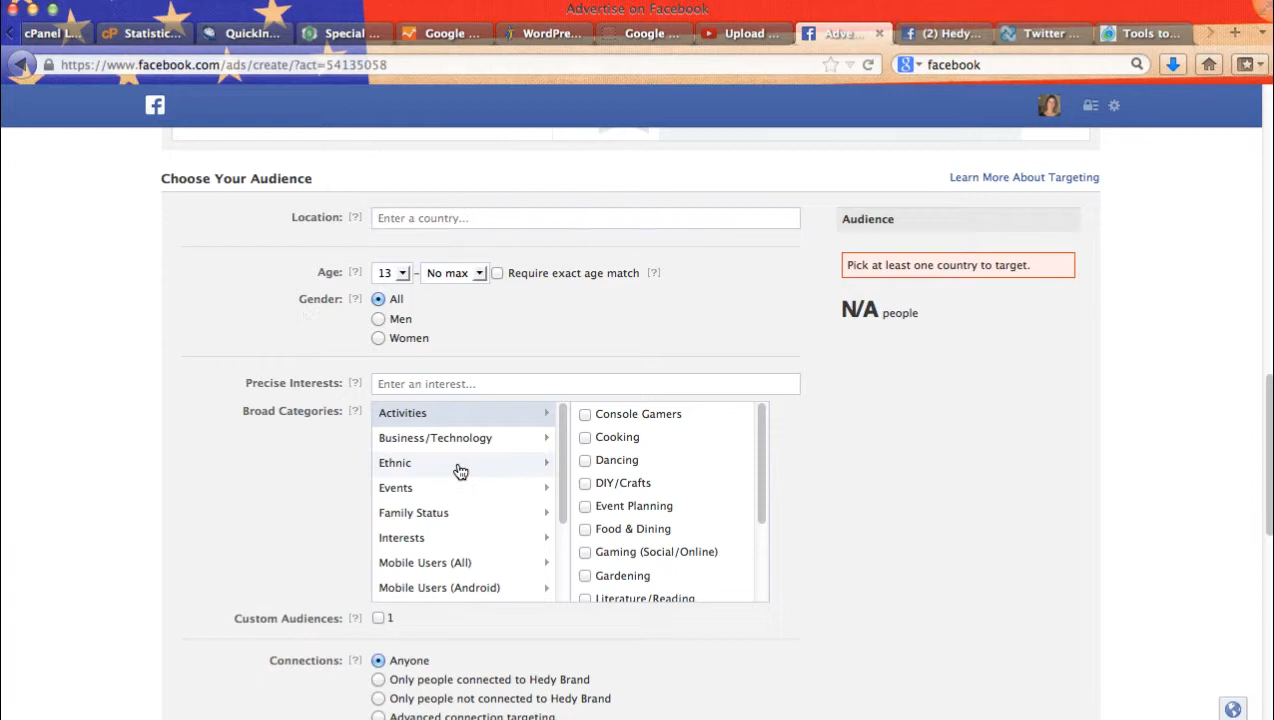 Advertise on Facebook
cPanel L...
cP Statistic...
QuickIn...
Special ...
Google ...
WordPre...
Google ...
Upload ...
Adve...
(2) Hedy...
Twitter ...
Tools to...
https://www.facebook.com/ads/create/?act=54135058
facebook
Choose Your Audience
Learn More About Targeting
Location: [?] Enter a country...
Audience
Pick at least one country to target.
Age: [?] 13 – No max Require exact age match [?]
N/A people
Gender: [?] All
Men
Women
Precise Interests: [?] Enter an interest...
Broad Categories: [?]
Activities
Business/Technology
Ethnic
Events
Family Status
Interests
Mobile Users (All)
Mobile Users (Android)
Console Gamers
Cooking
Dancing
DIY/Crafts
Event Planning
Food & Dining
Gaming (Social/Online)
Gardening
Literature/Reading
Custom Audiences: [?] 1
Connections: [?] Anyone
Only people connected to Hedy Brand
Only people not connected to Hedy Brand
Advanced connection targeting